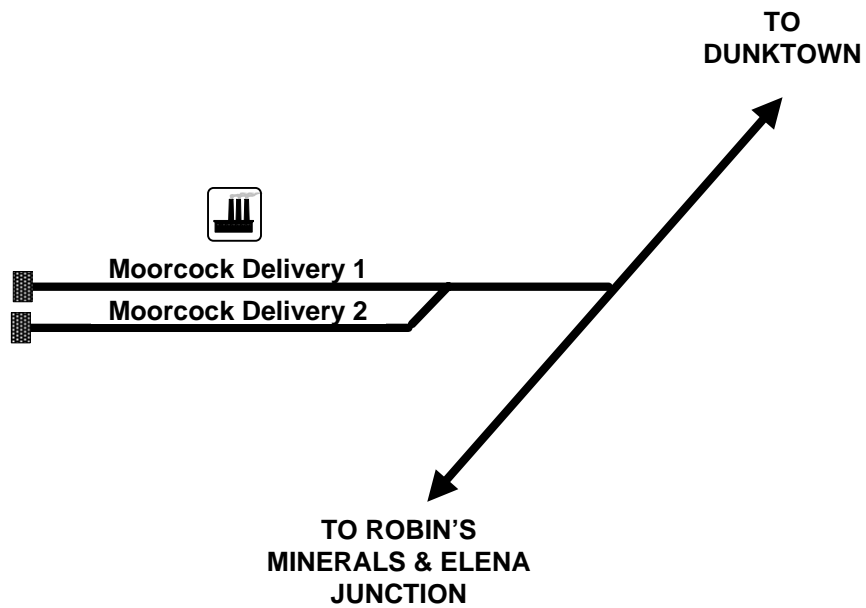 TO
DUNKTOWN
Moorcock Delivery 1
Moorcock Delivery 2
TO ROBIN'S
MINERALS & ELENA
JUNCTION